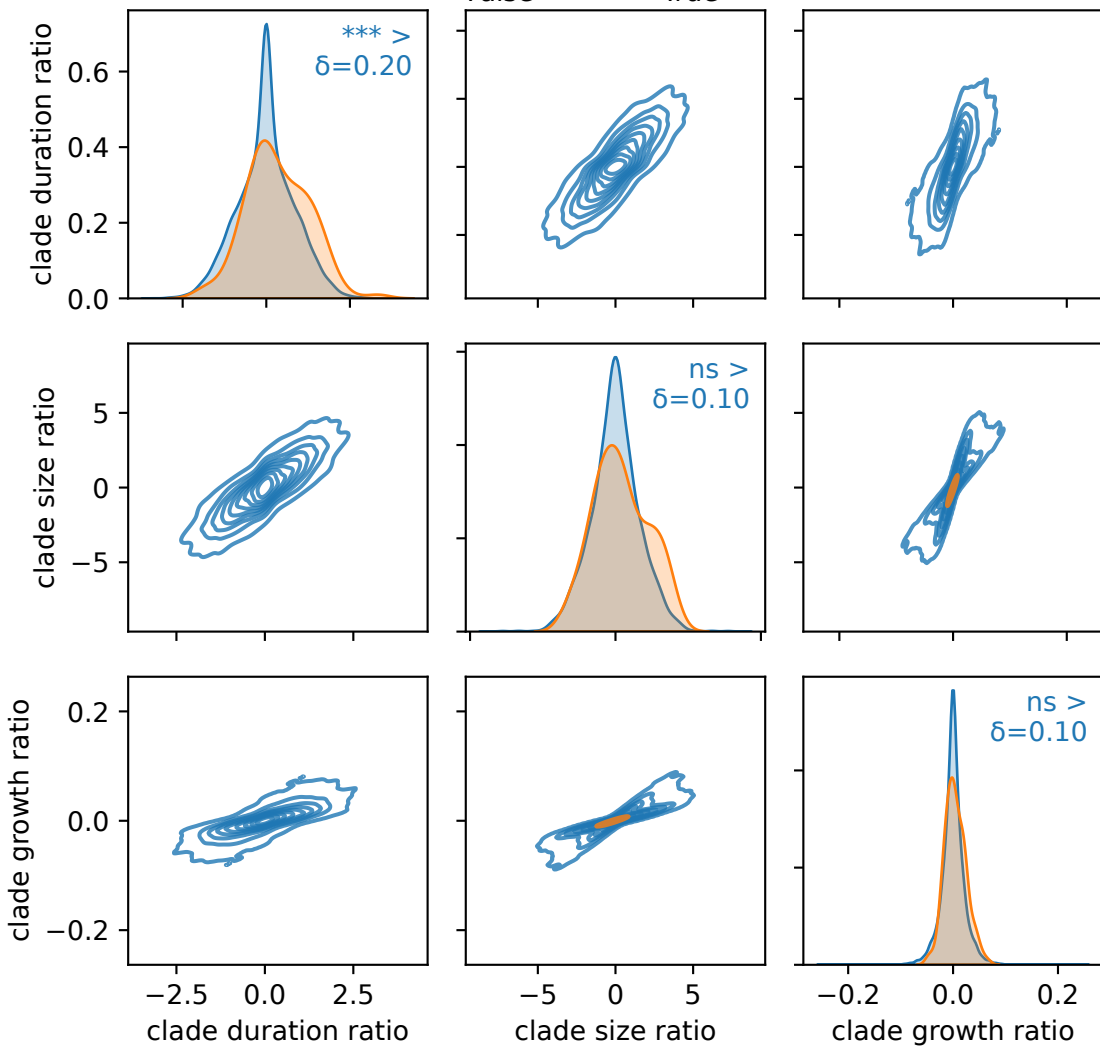 *** >
δ=0.20
clade duration ratio
0.6
0.4
0.2
0.0
ns >
δ=0.10
clade size ratio
5
0
−5
ns >
δ=0.10
clade growth ratio
0.2
0.0
−0.2
−2.5 0.0 2.5
−5 0 5
−0.2 0.0 0.2
clade duration ratio
clade size ratio
clade growth ratio